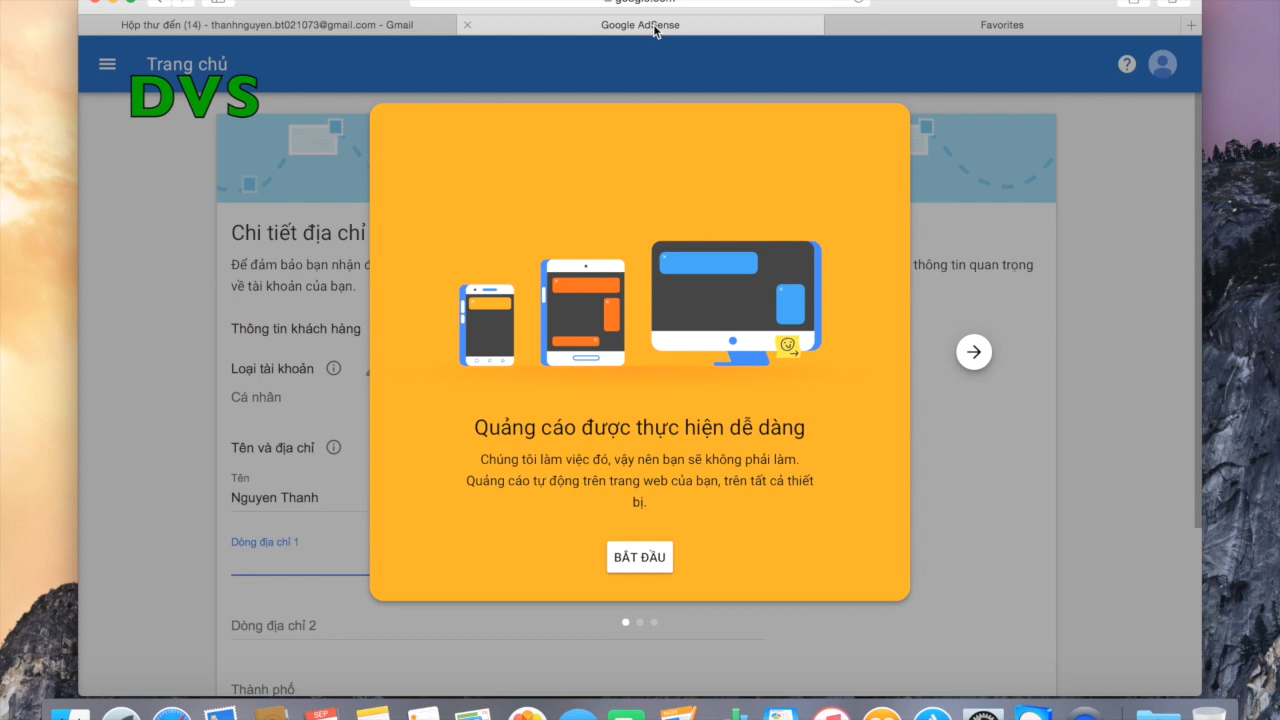 Hộp thư đến (14) - thanhnguyen.bt021073@gmail.com - Gmail
Google AdSense
Favorites
Trang chủ
DVS
Chi tiết địa chỉ
Để đảm bảo bạn nhận đ
thông tin quan trọng
về tài khoản của bạn.
Thông tin khách hàng
Loại tài khoản
Cá nhân
Tên và địa chỉ
Tên
Nguyen Thanh
Dòng địa chỉ 1
Dòng địa chỉ 2
Thành phố
Quảng cáo được thực hiện dễ dàng
Chúng tôi làm việc đó, vậy nên bạn sẽ không phải làm.
Quảng cáo tự động trên trang web của bạn, trên tất cả thiết
bị.
BẮT ĐẦU
SEP